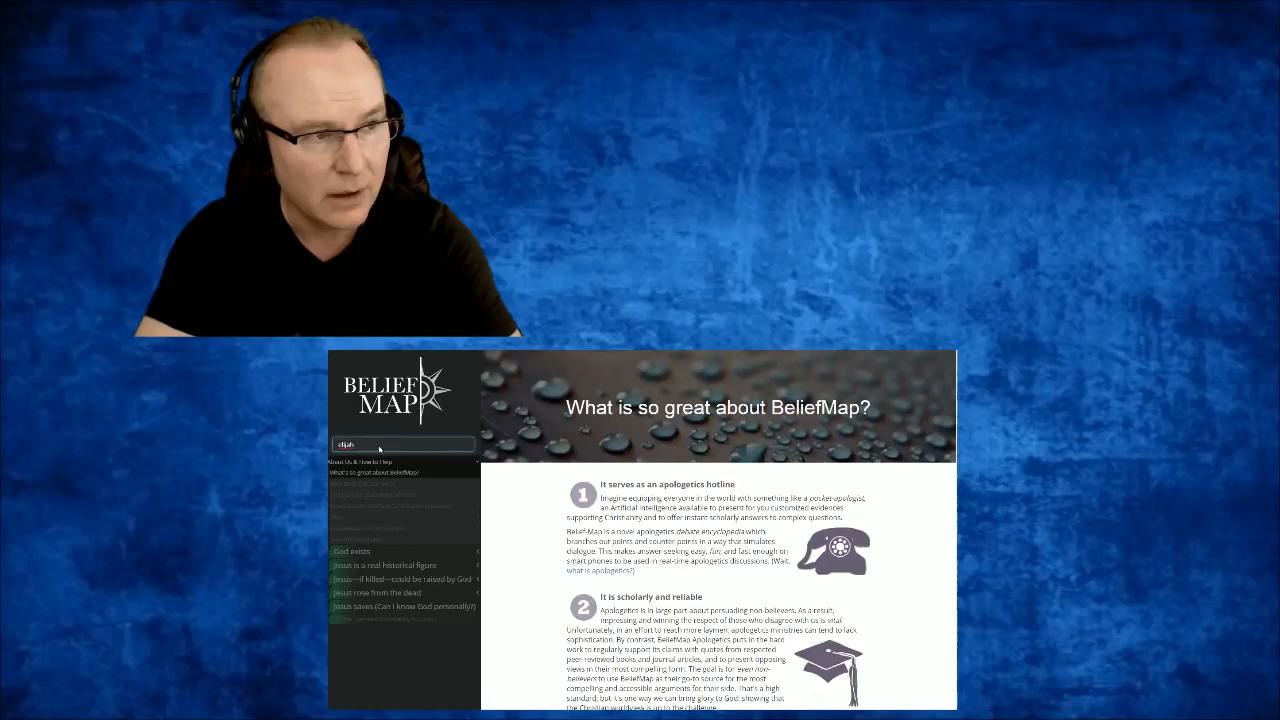 BELIEF
MAP
elijah
About Us & How to Help
What's so great about BeliefMap?
God exists
Jesus is a real historical figure
Jesus—if killed—could be raised by God
Jesus rose from the dead
Jesus saves (Can I know God personally?)
What is so great about BeliefMap?
1 It serves as an apologetics hotline
Imagine equipping everyone in the world with something like a pocket-apologist,
an Artificial Intelligence available to present for you customized evidences
supporting Christianity and to offer instant scholarly answers to complex questions.
Belief-Map is a novel apologetics debate encyclopedia which
branches out points and counter-points in a way that simulates
dialogue. This makes answer-seeking easy, fun, and fast enough on
smart phones to be used in real-time apologetics discussions. (Wait,
what is apologetics?)
2 It is scholarly and reliable
Apologetics is in large part about persuading non-believers. As a result,
impressing and winning the respect of those who disagree with us is vital.
Unfortunately, in an effort to reach more laymen, apologetics ministries can tend to lack
sophistication. By contrast, BeliefMap Apologetics puts in the hard
work to regularly support its claims with quotes from respected
peer-reviewed books and journal articles, and to present opposing
views in their most compelling form. The goal is for even non-
believers to use BeliefMap as their go-to source for the most
compelling and accessible arguments for their side. That's a high
standard, but it's one way we can bring glory to God: showing that
the Christian worldview is up to the challenge.